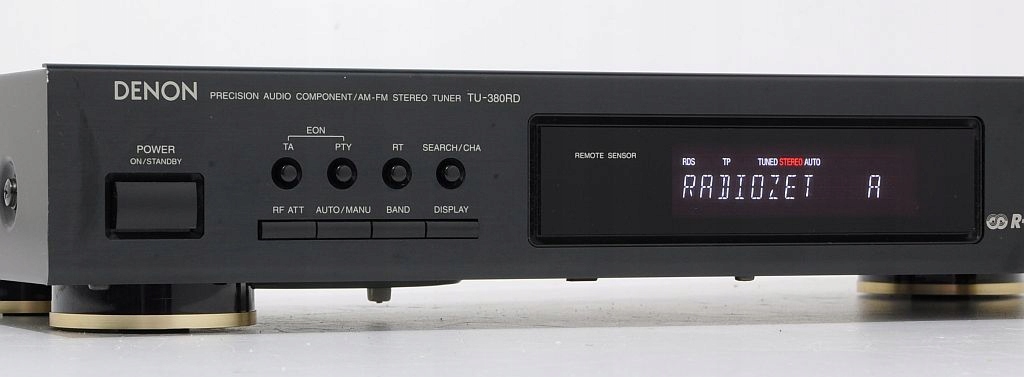 DENON PRECISION AUDIO COMPONENT/AM-FM STEREO TUNER TU-380RD
POWER
ON/STANDBY
EON
TA PTY RT SEARCH/CHA
RF ATT AUTO/MANU BAND DISPLAY
REMOTE SENSOR
RDS TP TUNED STEREO AUTO
RADIOZET A
R-